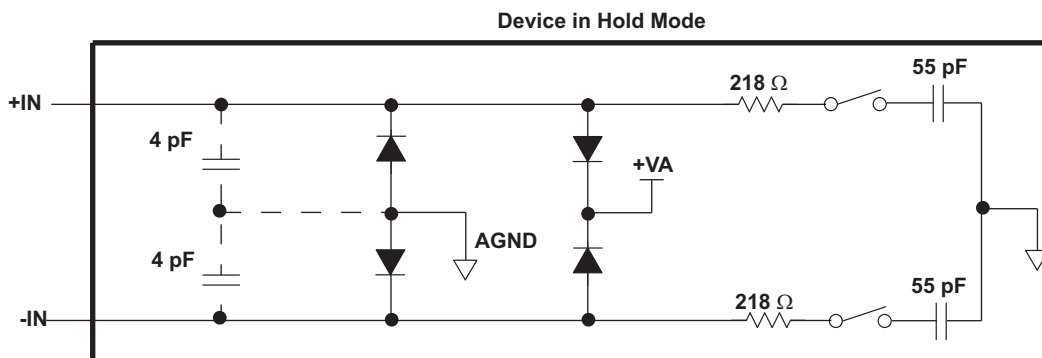 Device in Hold Mode
55 pF
218 Ω
+IN
4 pF
+VA
AGND
4 pF
55 pF
218 Ω
-IN